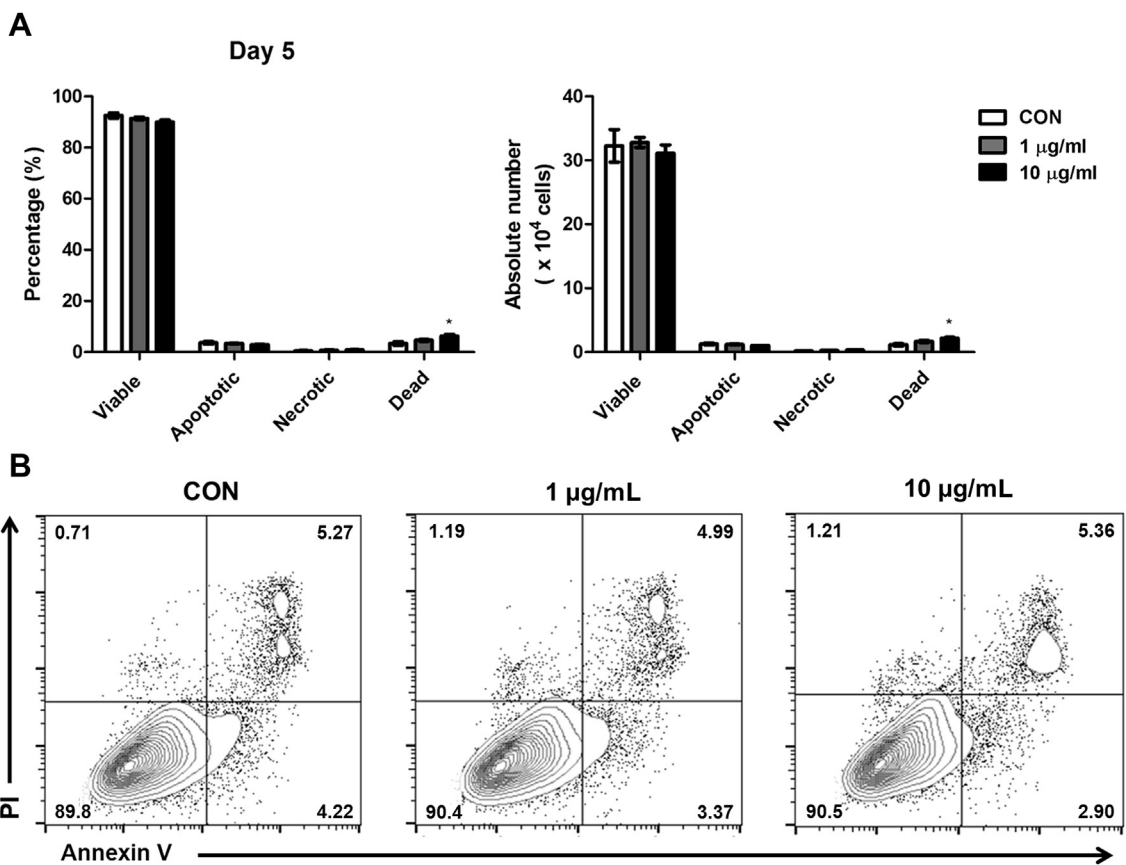 A
Day 5
Percentage (%)
100
80
60
40
20
0
Viable
Apoptotic
Necrotic
Dead
*
Absolute number
( x 10⁴ cells)
40
30
20
10
0
Viable
Apoptotic
Necrotic
Dead
*
CON
1 μg/ml
10 μg/ml
B
CON
1 μg/mL
10 μg/mL
0.71
5.27
89.8
4.22
1.19
4.99
90.4
3.37
1.21
5.36
90.5
2.90
PI
Annexin V